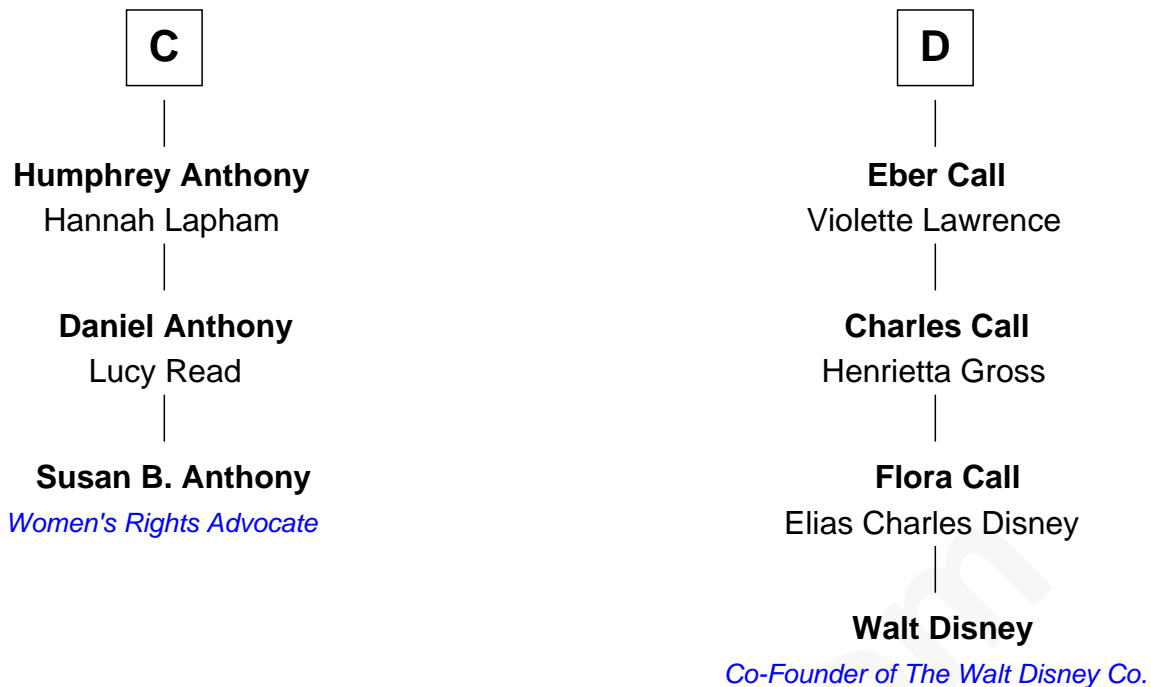 C
Humphrey Anthony
Hannah Lapham
Daniel Anthony
Lucy Read
Susan B. Anthony
Women's Rights Advocate
D
Eber Call
Violette Lawrence
Charles Call
Henrietta Gross
Flora Call
Elias Charles Disney
Walt Disney
Co-Founder of The Walt Disney Co.